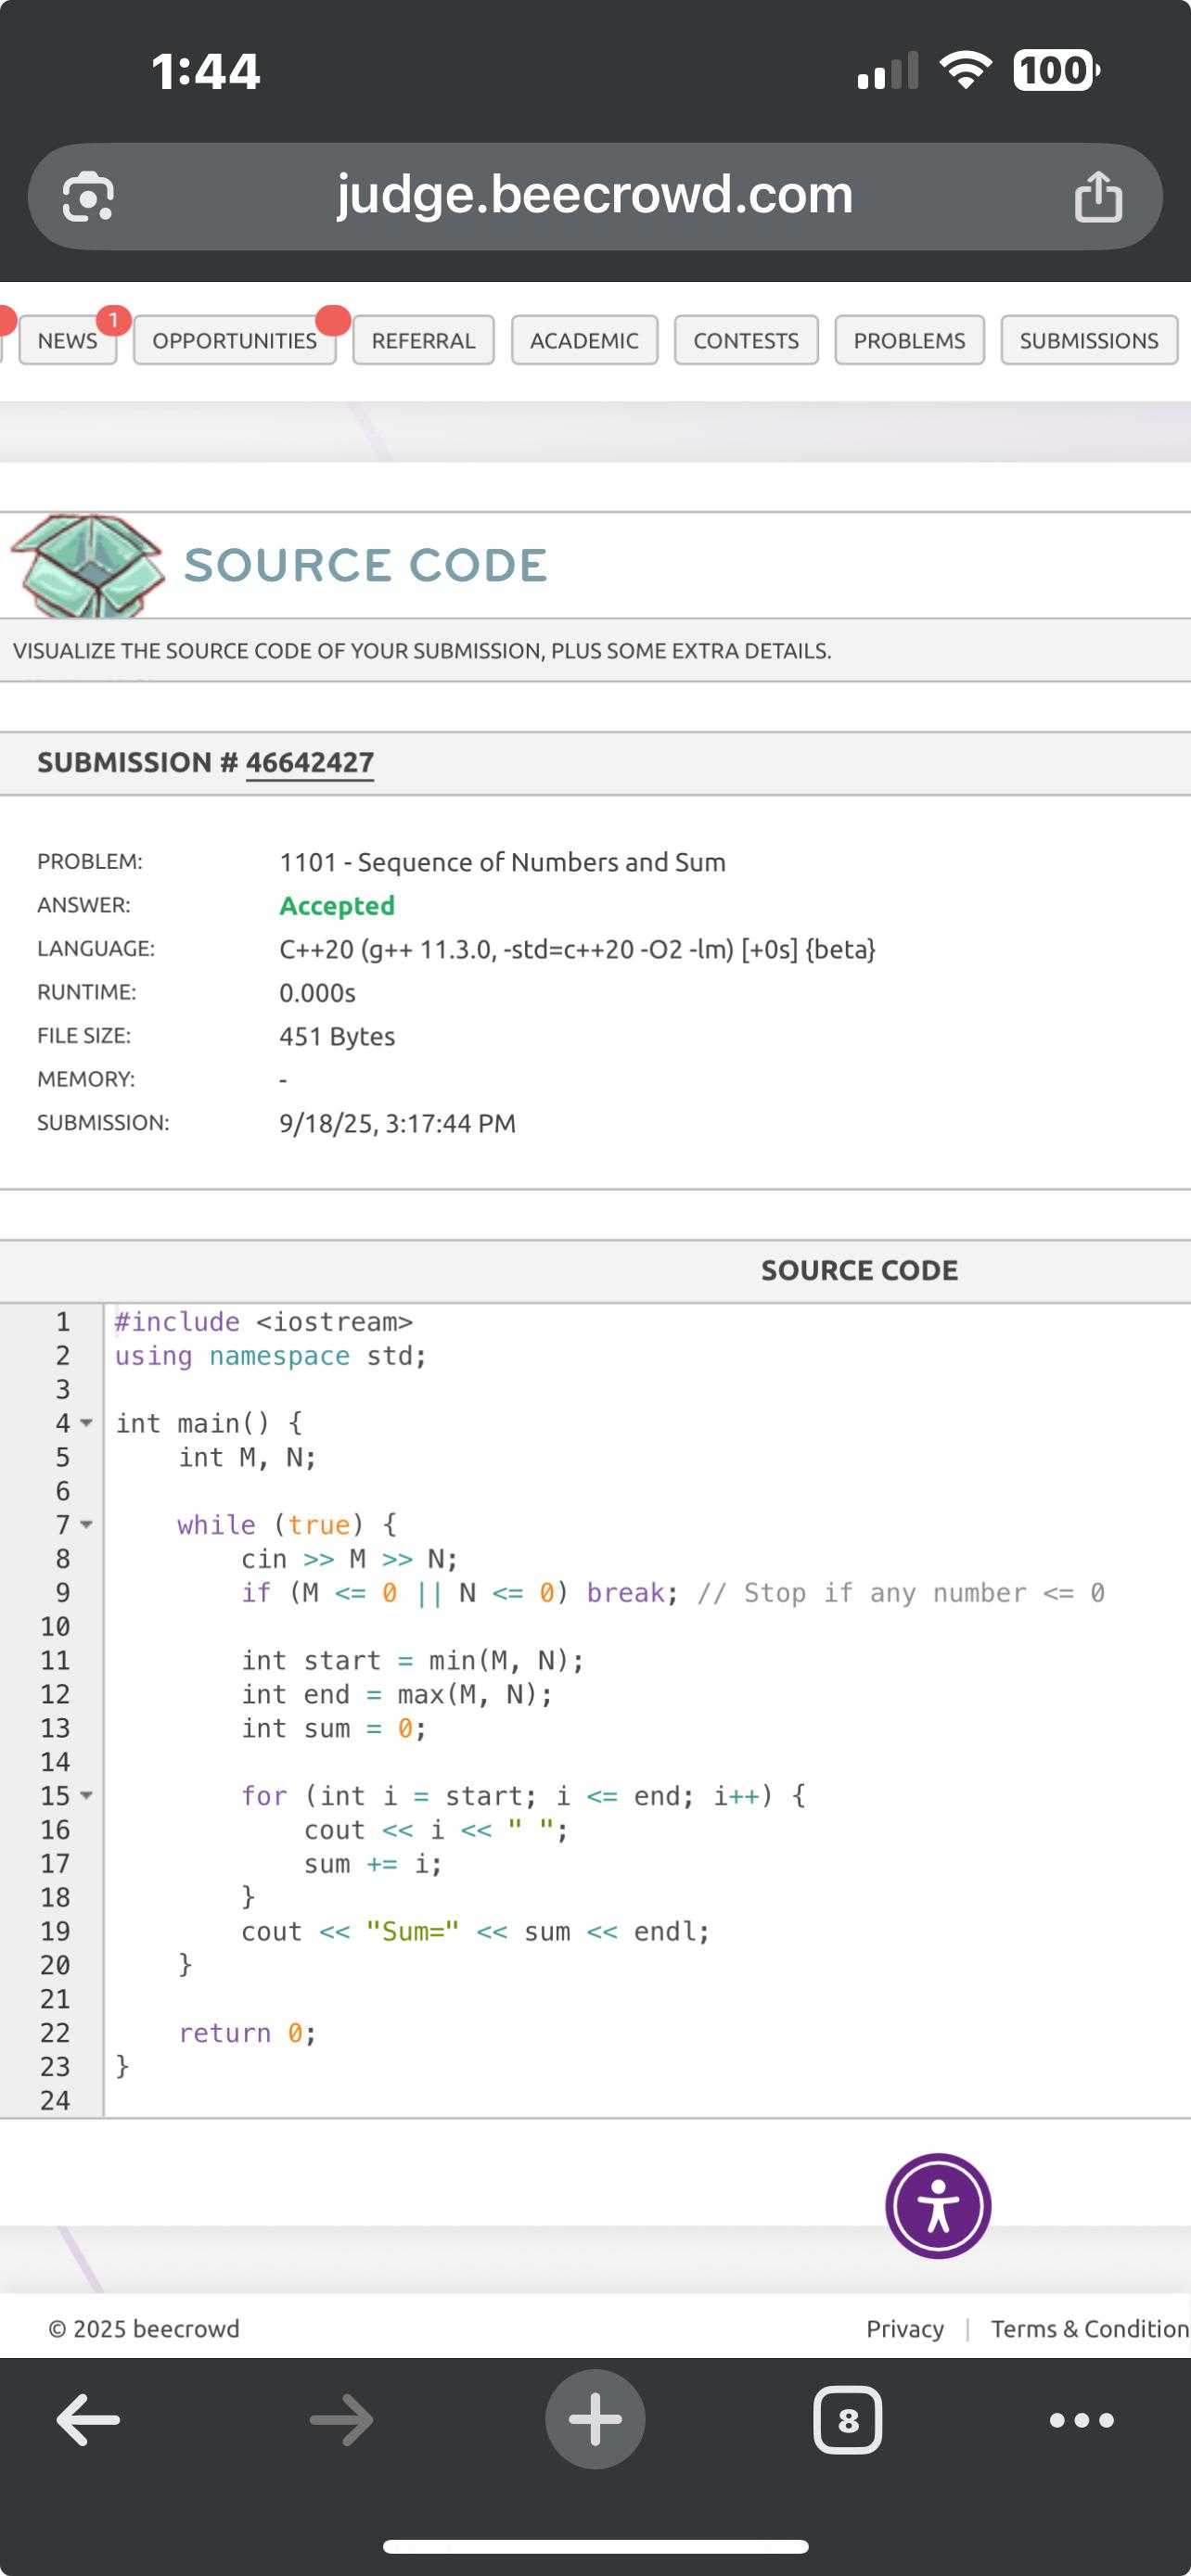 1:44
100
judge.beecrowd.com
NEWS 1 OPPORTUNITIES REFERRAL ACADEMIC CONTESTS PROBLEMS SUBMISSIONS
SOURCE CODE
VISUALIZE THE SOURCE CODE OF YOUR SUBMISSION, PLUS SOME EXTRA DETAILS.
SUBMISSION # 46642427
PROBLEM: 1101 - Sequence of Numbers and Sum
ANSWER: Accepted
LANGUAGE: C++20 (g++ 11.3.0, -std=c++20 -O2 -lm) [+0s] {beta}
RUNTIME: 0.000s
FILE SIZE: 451 Bytes
MEMORY: -
SUBMISSION: 9/18/25, 3:17:44 PM
SOURCE CODE
1 #include <iostream>
2 using namespace std;
3
4 int main() {
5     int M, N;
6
7     while (true) {
8         cin >> M >> N;
9         if (M <= 0 || N <= 0) break; // Stop if any number <= 0
10
11         int start = min(M, N);
12         int end = max(M, N);
13         int sum = 0;
14
15         for (int i = start; i <= end; i++) {
16             cout << i << " ";
17             sum += i;
18         }
19         cout << "Sum=" << sum << endl;
20     }
21
22     return 0;
23 }
24
© 2025 beecrowd Privacy | Terms & Condition
8